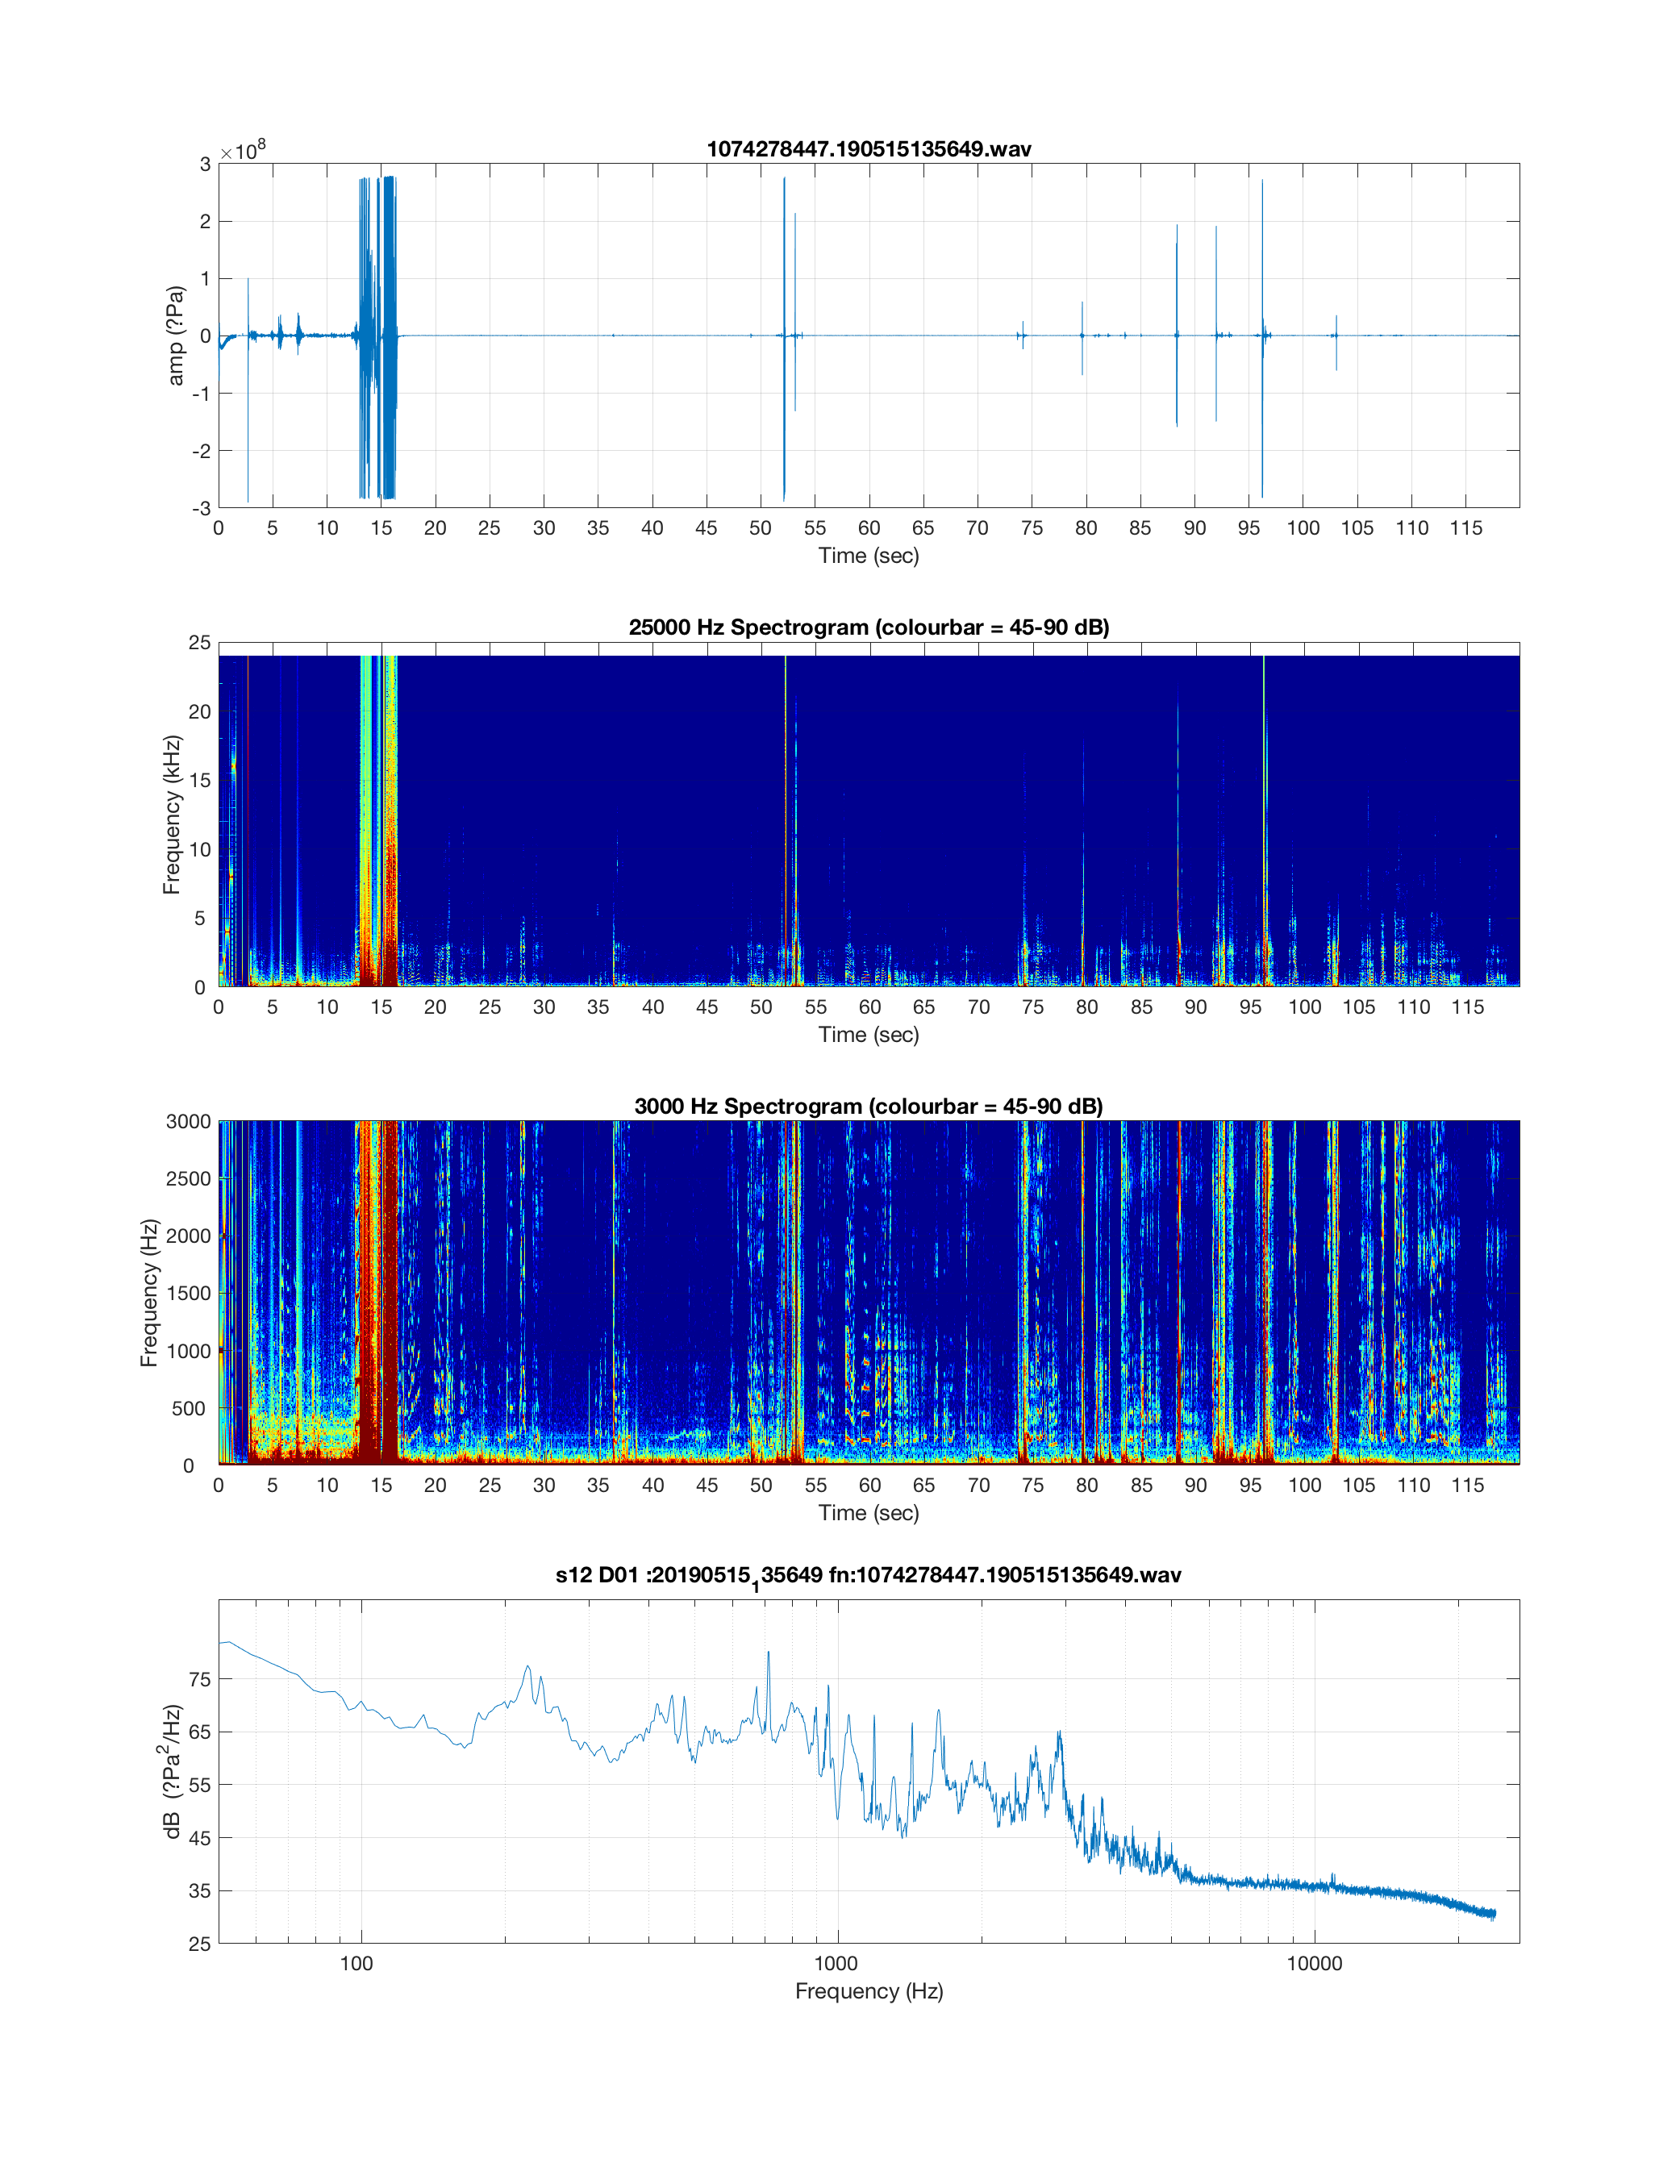 1074278447.190515135649.wav
×10^8
3
2
1
0
-1
-2
-3
amp (?Pa)
0 5 10 15 20 25 30 35 40 45 50 55 60 65 70 75 80 85 90 95 100 105 110 115
Time (sec)
25000 Hz Spectrogram (colourbar = 45-90 dB)
25
20
15
10
5
0
Frequency (kHz)
0 5 10 15 20 25 30 35 40 45 50 55 60 65 70 75 80 85 90 95 100 105 110 115
Time (sec)
3000 Hz Spectrogram (colourbar = 45-90 dB)
3000
2500
2000
1500
1000
500
0
Frequency (Hz)
0 5 10 15 20 25 30 35 40 45 50 55 60 65 70 75 80 85 90 95 100 105 110 115
Time (sec)
s12 D01 :20190515₁35649 fn:1074278447.190515135649.wav
75
65
55
45
35
25
dB (?Pa²/Hz)
100 1000 10000
Frequency (Hz)